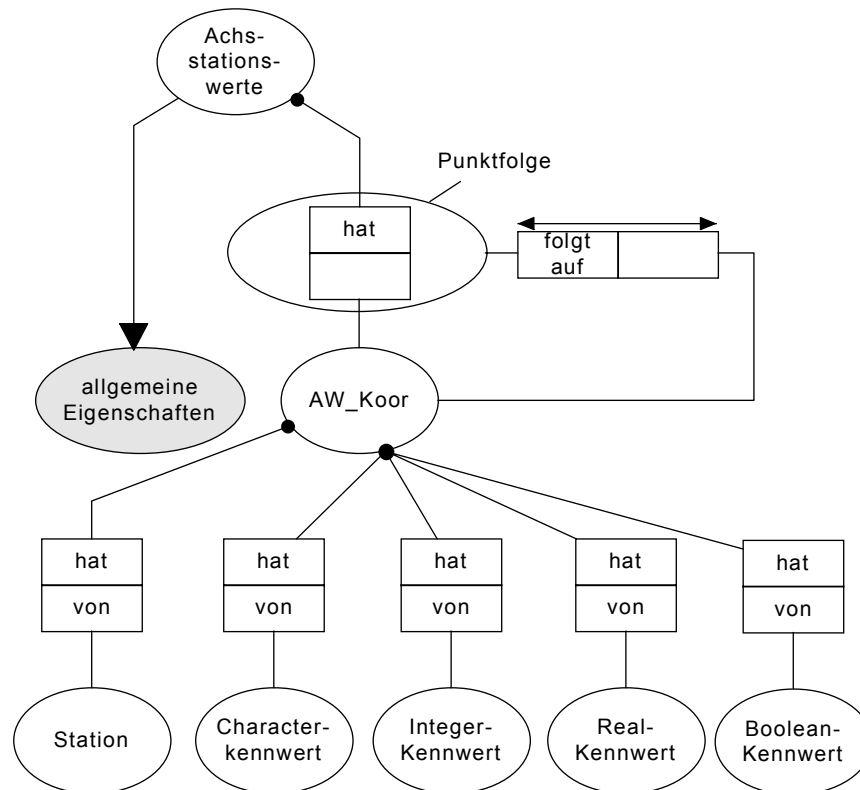 Achs-
stations-
werte
Punktfolge
hat
folgt
auf
allgemeine
Eigenschaften
AW_Koor
hat
hat
hat
hat
hat
von
von
von
von
von
Station
Character-
kennwert
Integer-
Kennwert
Real-
Kennwert
Boolean-
Kennwert